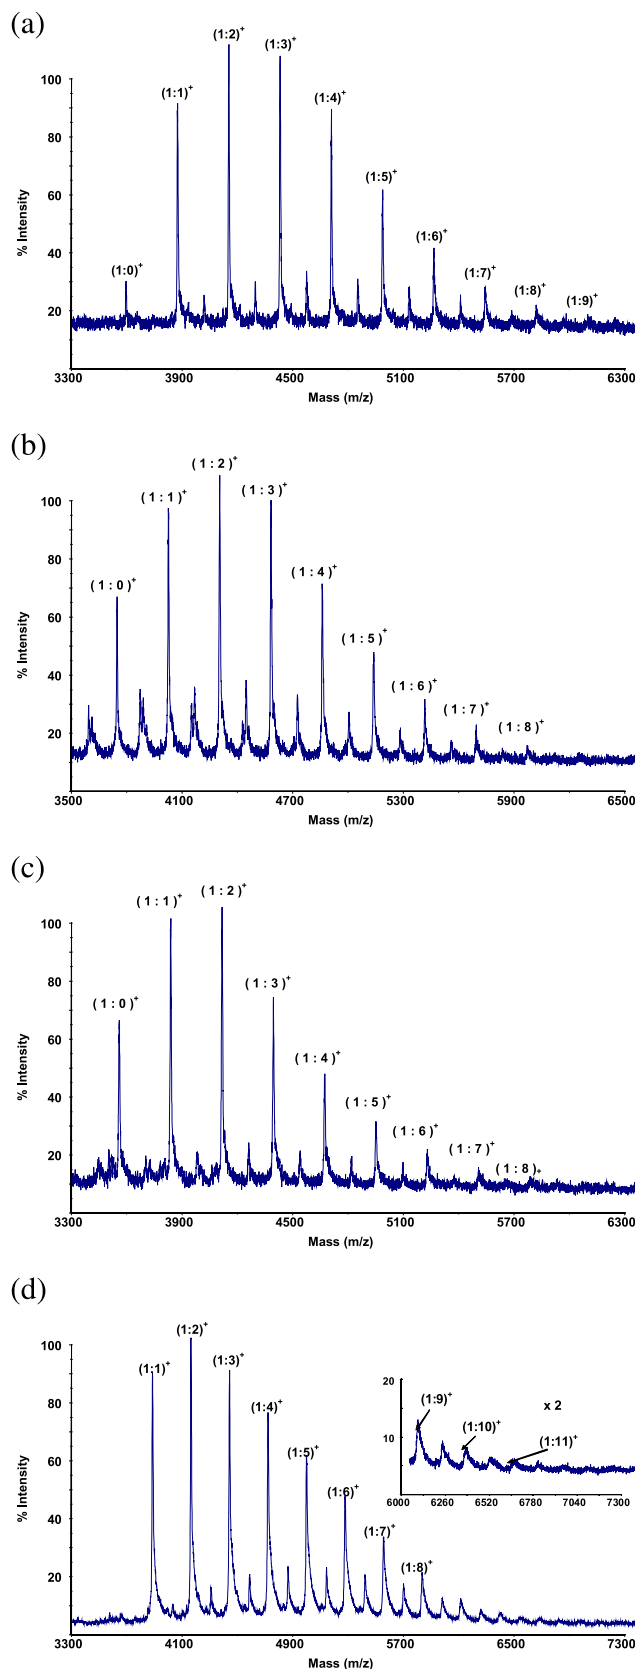 (a)
(1:2)+
(1:3)+
(1:1)+
(1:4)+
(1:5)+
(1:6)+
(1:0)+
(1:7)+
(1:8)+
(1:9)+
100
80
60
40
20
% Intensity
3300 3900 4500 5100 5700 6300
Mass (m/z)
(b)
( 1 : 2 )+
( 1 : 1 )+
( 1 : 3 )+
( 1 : 4 )+
( 1 : 0 )+
( 1 : 5 )+
( 1 : 6 )+
( 1 : 7 )+
( 1 : 8 )+
100
80
60
40
20
% Intensity
3500 4100 4700 5300 5900 6500
Mass (m/z)
(c)
( 1 : 2 )+
( 1 : 1 )+
( 1 : 3 )+
( 1 : 0 )+
( 1 : 4 )+
( 1 : 5 )+
( 1 : 6 )+
( 1 : 7 )+
( 1 : 8 )+
100
80
60
40
20
% Intensity
3300 3900 4500 5100 5700 6300
Mass (m/z)
(d)
(1:2)+
(1:3)+
(1:1)+
(1:4)+
(1:5)+
(1:6)+
(1:7)+
(1:8)+
100
80
60
40
20
% Intensity
20
10
(1:9)+
x 2
(1:10)+
(1:11)+
6000 6260 6520 6780 7040 7300
3300 4100 4900 5700 6500 7300
Mass (m/z)